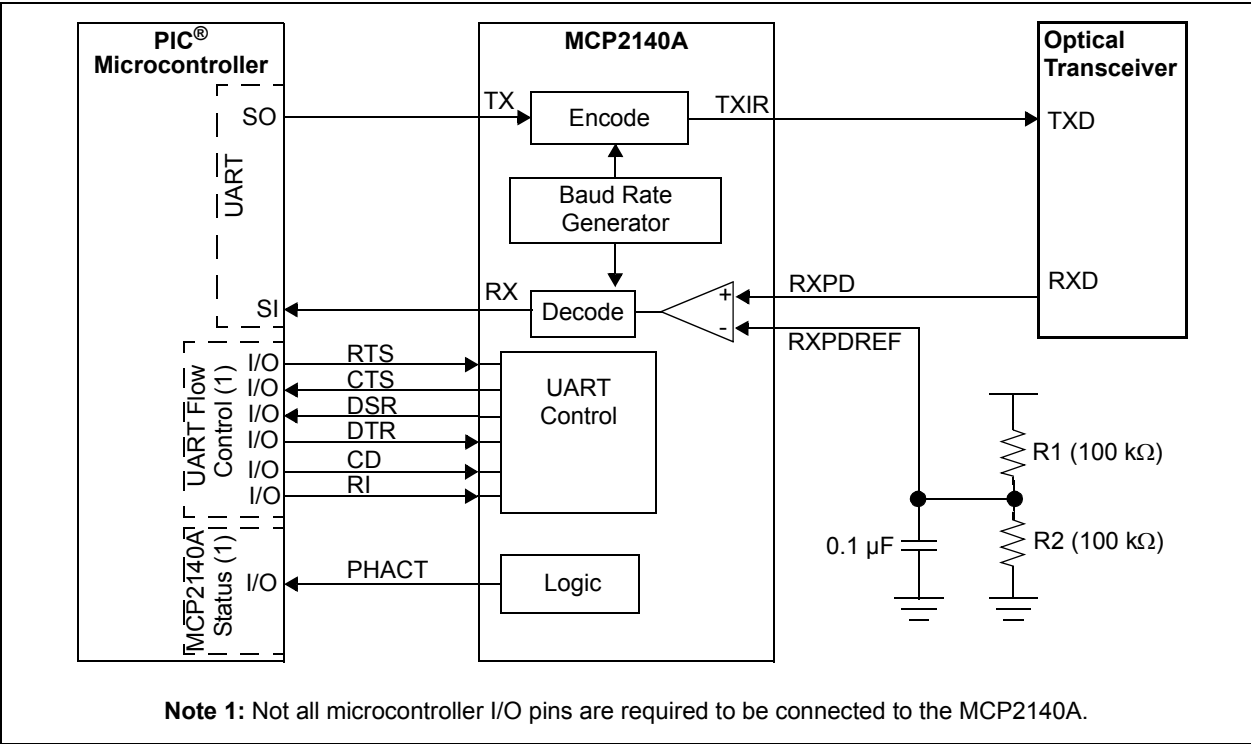 PIC®
Microcontroller
MCP2140A
Optical
Transceiver
UART
SO
TX
Encode
TXIR
TXD
Baud Rate
Generator
SI
RX
Decode
+
-
RXPD
RXD
RXPDREF
UART Flow
Control (1)
I/O
RTS
I/O
CTS
I/O
DSR
I/O
DTR
I/O
CD
I/O
RI
UART
Control
R1 (100 kΩ)
0.1 µF
R2 (100 kΩ)
MCP2140A
Status (1)
I/O
PHACT
Logic
Note 1: Not all microcontroller I/O pins are required to be connected to the MCP2140A.